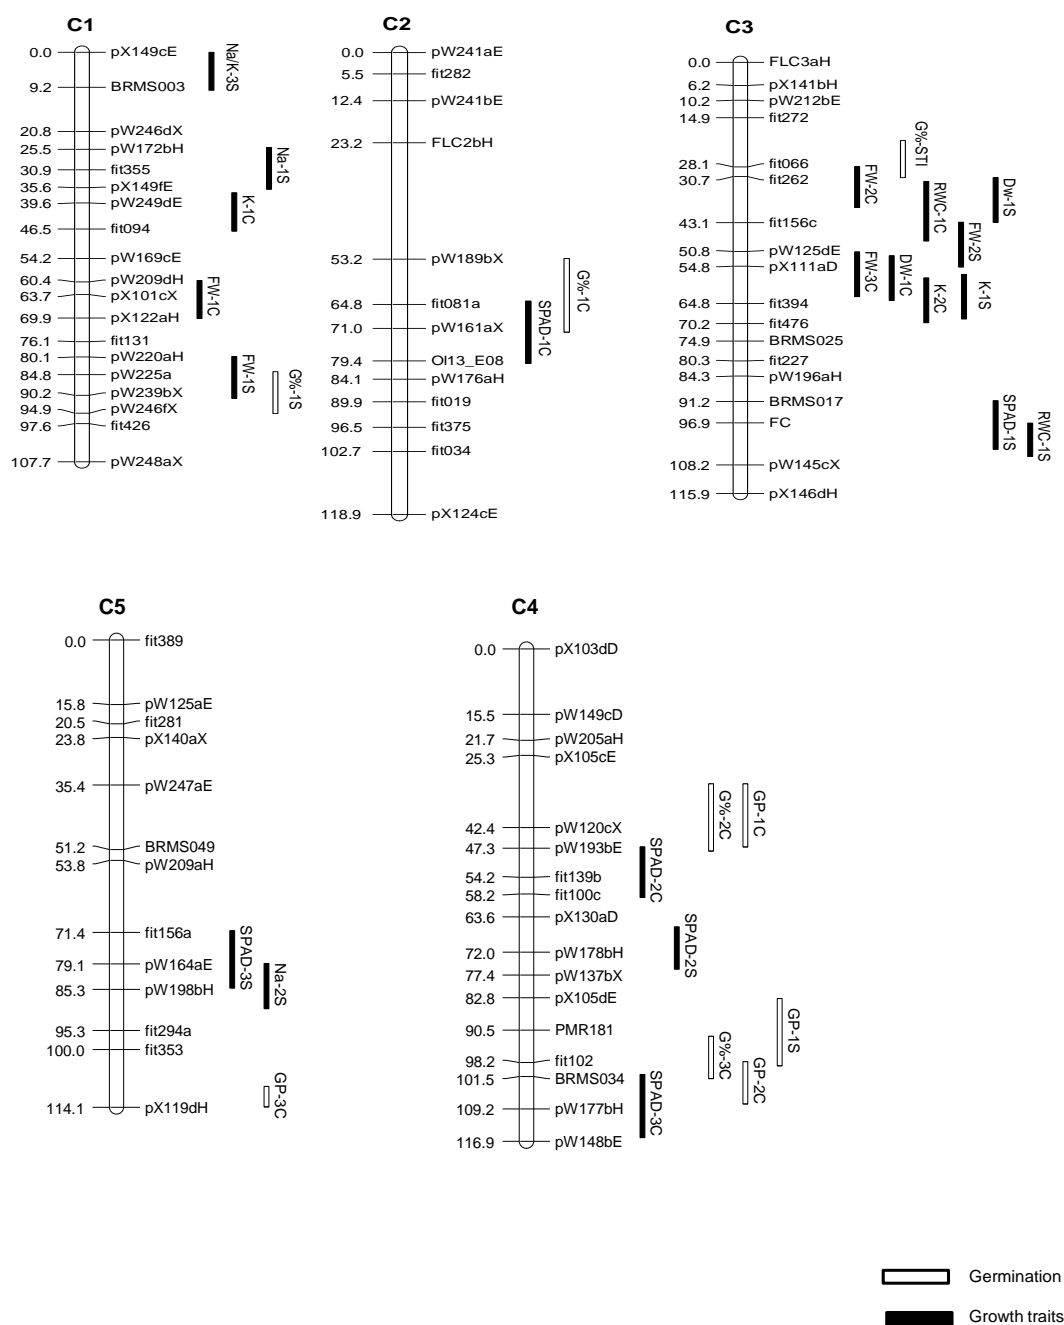 C1
0.0 pX149cE
9.2 BRMS003
20.8 pW246dX
25.5 pW172bH
30.9 fit355
35.6 pX149fE
39.6 pW249dE
46.5 fit094
54.2 pW169cE
60.4 pW209dH
63.7 pX101cX
69.9 pX122aH
76.1 fit131
80.1 pW220aH
84.8 pW225a
90.2 pW239bX
94.9 pW246fX
97.6 fit426
107.7 pW248aX
Na/K-3S
Na-1S
K-1C
FW-1C
FW-1S
G%-1S
C2
0.0 pW241aE
5.5 fit282
12.4 pW241bE
23.2 FLC2bH
53.2 pW189bX
64.8 fit081a
71.0 pW161aX
79.4 Ol13_E08
84.1 pW176aH
89.9 fit019
96.5 fit375
102.7 fit034
118.9 pX124cE
G%-1C
SPAD-1C
C3
0.0 FLC3aH
6.2 pX141bH
10.2 pW212bE
14.9 fit272
28.1 fit066
30.7 fit262
43.1 fit156c
50.8 pW125dE
54.8 pX111aD
64.8 fit394
70.2 fit476
74.9 BRMS025
80.3 fit227
84.3 pW196aH
91.2 BRMS017
96.9 FC
108.2 pW145cX
115.9 pX146dH
G%-STI
FW-2C
RWC-1C
Dw-1S
FW-2S
FW-3C
DW-1C
K-2C
K-1S
SPAD-1S
RWC-1S
C5
0.0 fit389
15.8 pW125aE
20.5 fit281
23.8 pX140aX
35.4 pW247aE
51.2 BRMS049
53.8 pW209aH
71.4 fit156a
79.1 pW164aE
85.3 pW198bH
95.3 fit294a
100.0 fit353
114.1 pX119dH
SPAD-3S
Na-2S
GP-3C
C4
0.0 pX103dD
15.5 pW149cD
21.7 pW205aH
25.3 pX105cE
42.4 pW120cX
47.3 pW193bE
54.2 fit139b
58.2 fit100c
63.6 pX130aD
72.0 pW178bH
77.4 pW137bX
82.8 pX105dE
90.5 PMR181
98.2 fit102
101.5 BRMS034
109.2 pW177bH
116.9 pW148bE
G%-2C
GP-1C
SPAD-2C
SPAD-2S
GP-1S
G%-3C
GP-2C
SPAD-3C
Germination
Growth traits